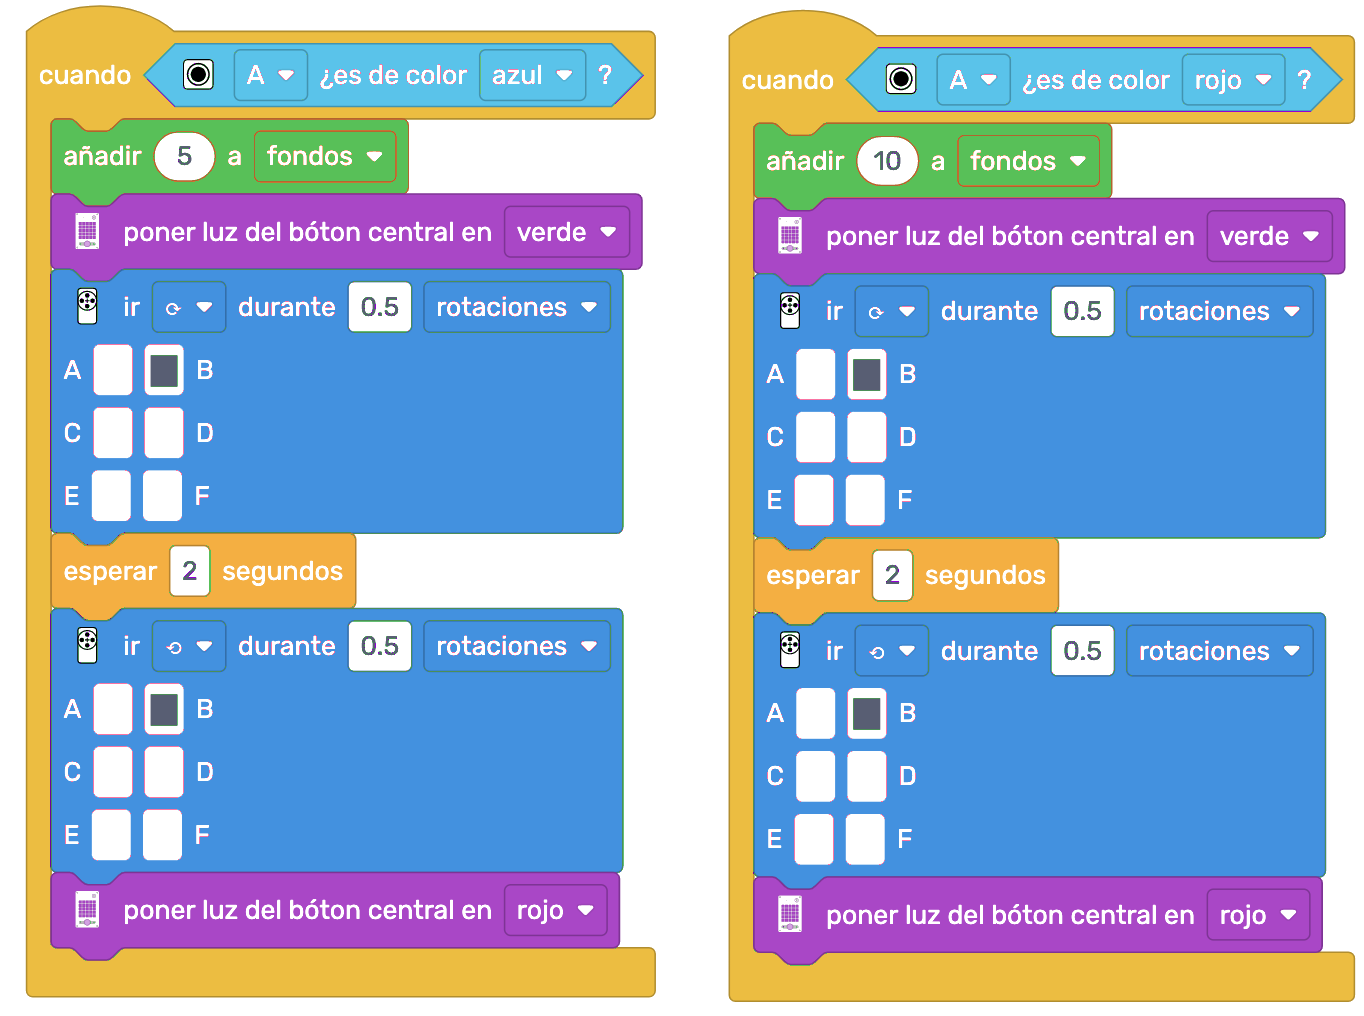 cuando A ¿es de color azul ?
añadir 5 a fondos
poner luz del bóton central en verde
ir durante 0.5 rotaciones
A B
C D
E F
esperar 2 segundos
ir durante 0.5 rotaciones
A B
C D
E F
poner luz del bóton central en rojo
cuando A ¿es de color rojo ?
añadir 10 a fondos
poner luz del bóton central en verde
ir durante 0.5 rotaciones
A B
C D
E F
esperar 2 segundos
ir durante 0.5 rotaciones
A B
C D
E F
poner luz del bóton central en rojo